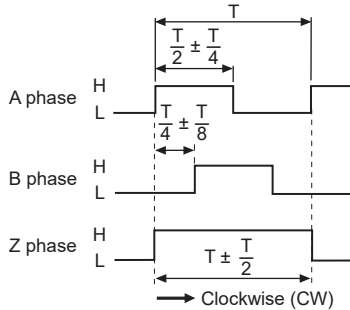 T
T/2 ± T/4
H
A phase
L
T/4 ± T/8
H
B phase
L
H
Z phase
L
T ± T/2
Clockwise (CW)